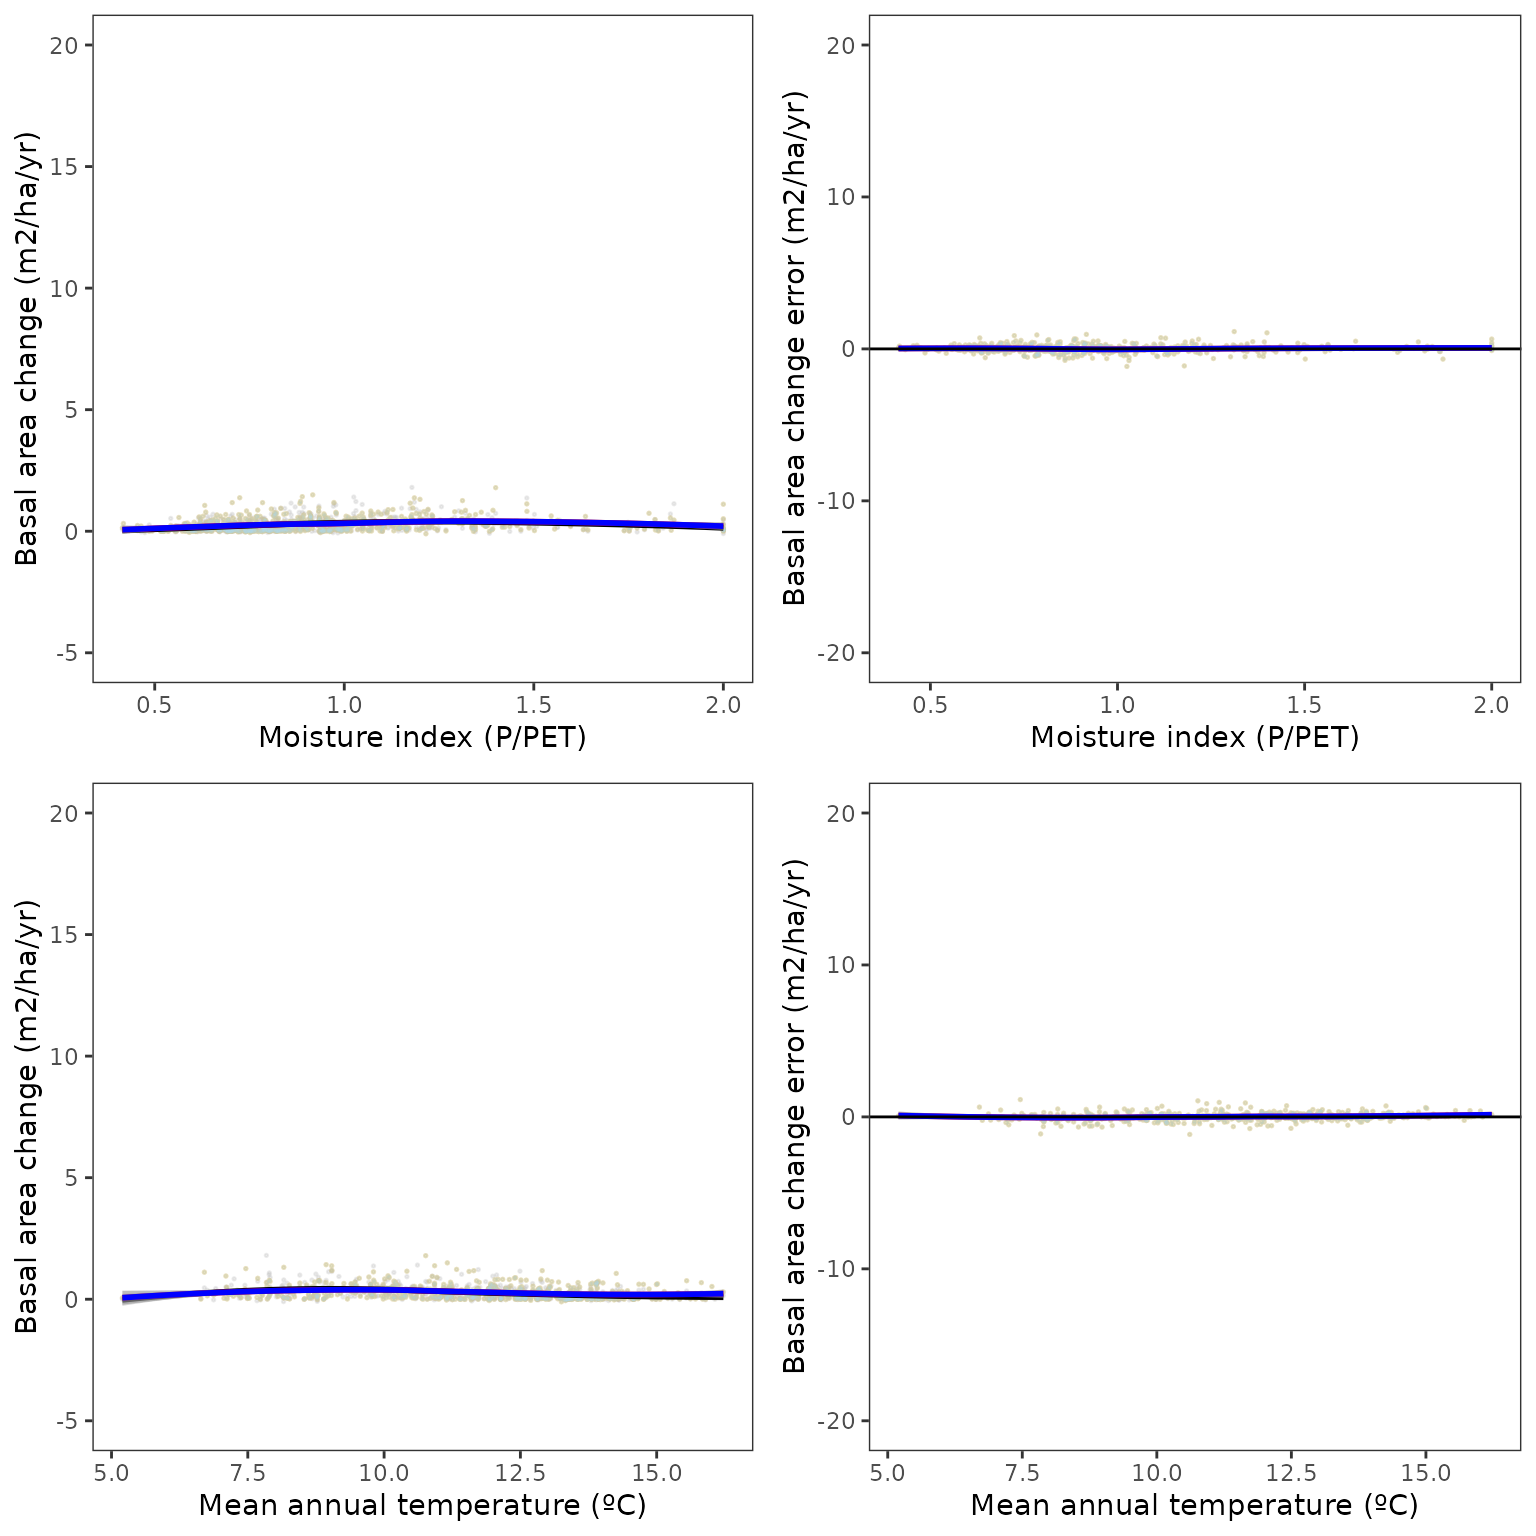 Basal area change (m2/ha/yr)
20
15
10
5
0
-5
0.5 1.0 1.5 2.0
Moisture index (P/PET)
Basal area change error (m2/ha/yr)
20
10
0
-10
-20
0.5 1.0 1.5 2.0
Moisture index (P/PET)
Basal area change (m2/ha/yr)
20
15
10
5
0
-5
5.0 7.5 10.0 12.5 15.0
Mean annual temperature (ºC)
Basal area change error (m2/ha/yr)
20
10
0
-10
-20
5.0 7.5 10.0 12.5 15.0
Mean annual temperature (ºC)